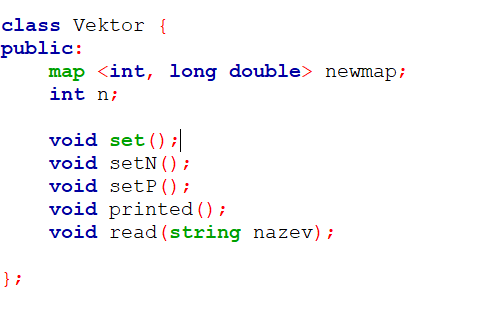 class Vektor {
public:
    map <int, long double> newmap;
    int n;

    void set();
    void setN();
    void setP();
    void printed();
    void read(string nazev);

};